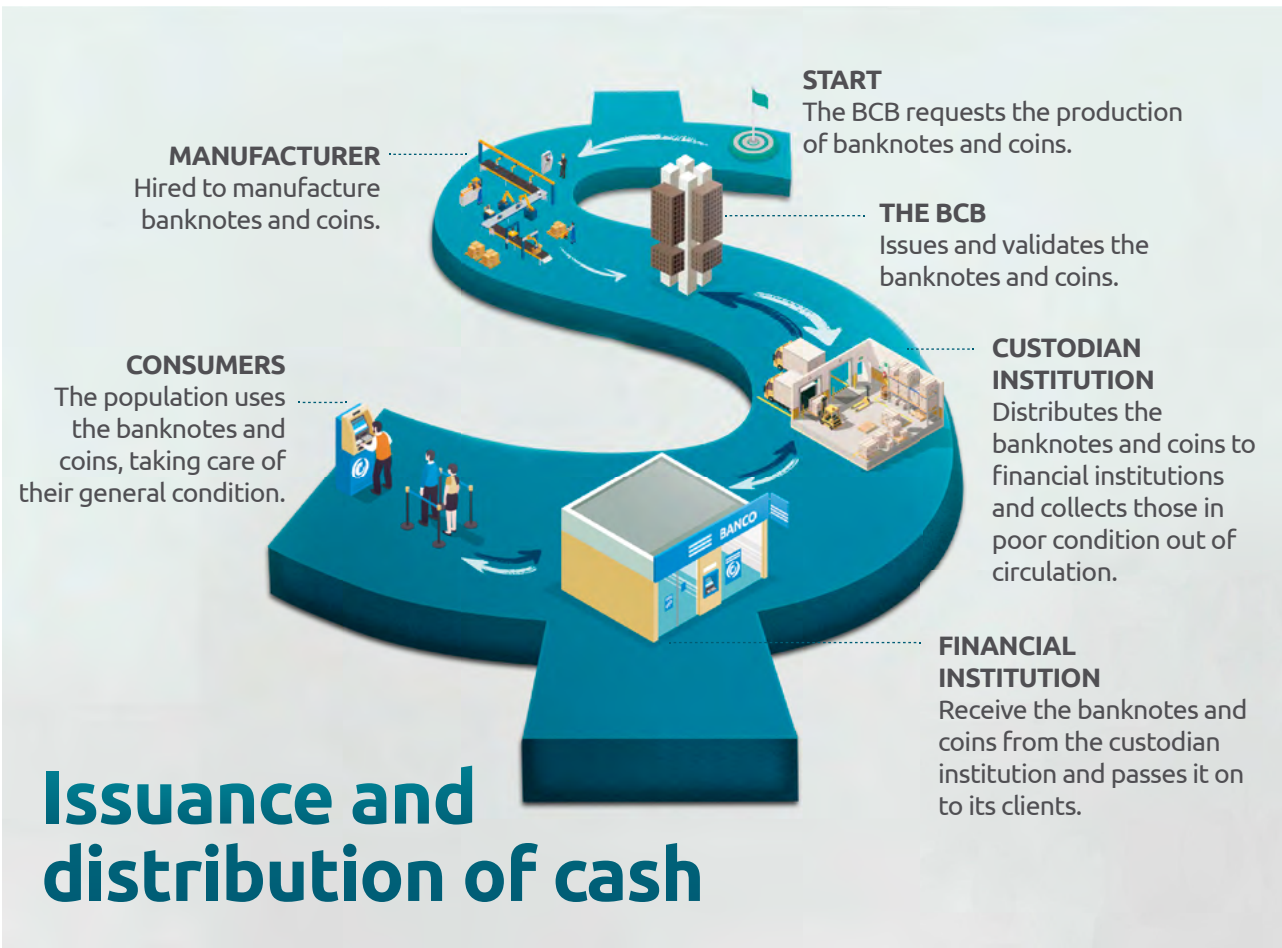 START
The BCB requests the production
of banknotes and coins.
MANUFACTURER
Hired to manufacture
banknotes and coins.
THE BCB
Issues and validates the
banknotes and coins.
CUSTODIAN
INSTITUTION
Distributes the
banknotes and coins to
financial institutions
and collects those in
poor condition out of
circulation.
CONSUMERS
The population uses
the banknotes and
coins, taking care of
their general condition.
BANCO
FINANCIAL
INSTITUTION
Receive the banknotes and
coins from the custodian
institution and passes it on
to its clients.
Issuance and
distribution of cash